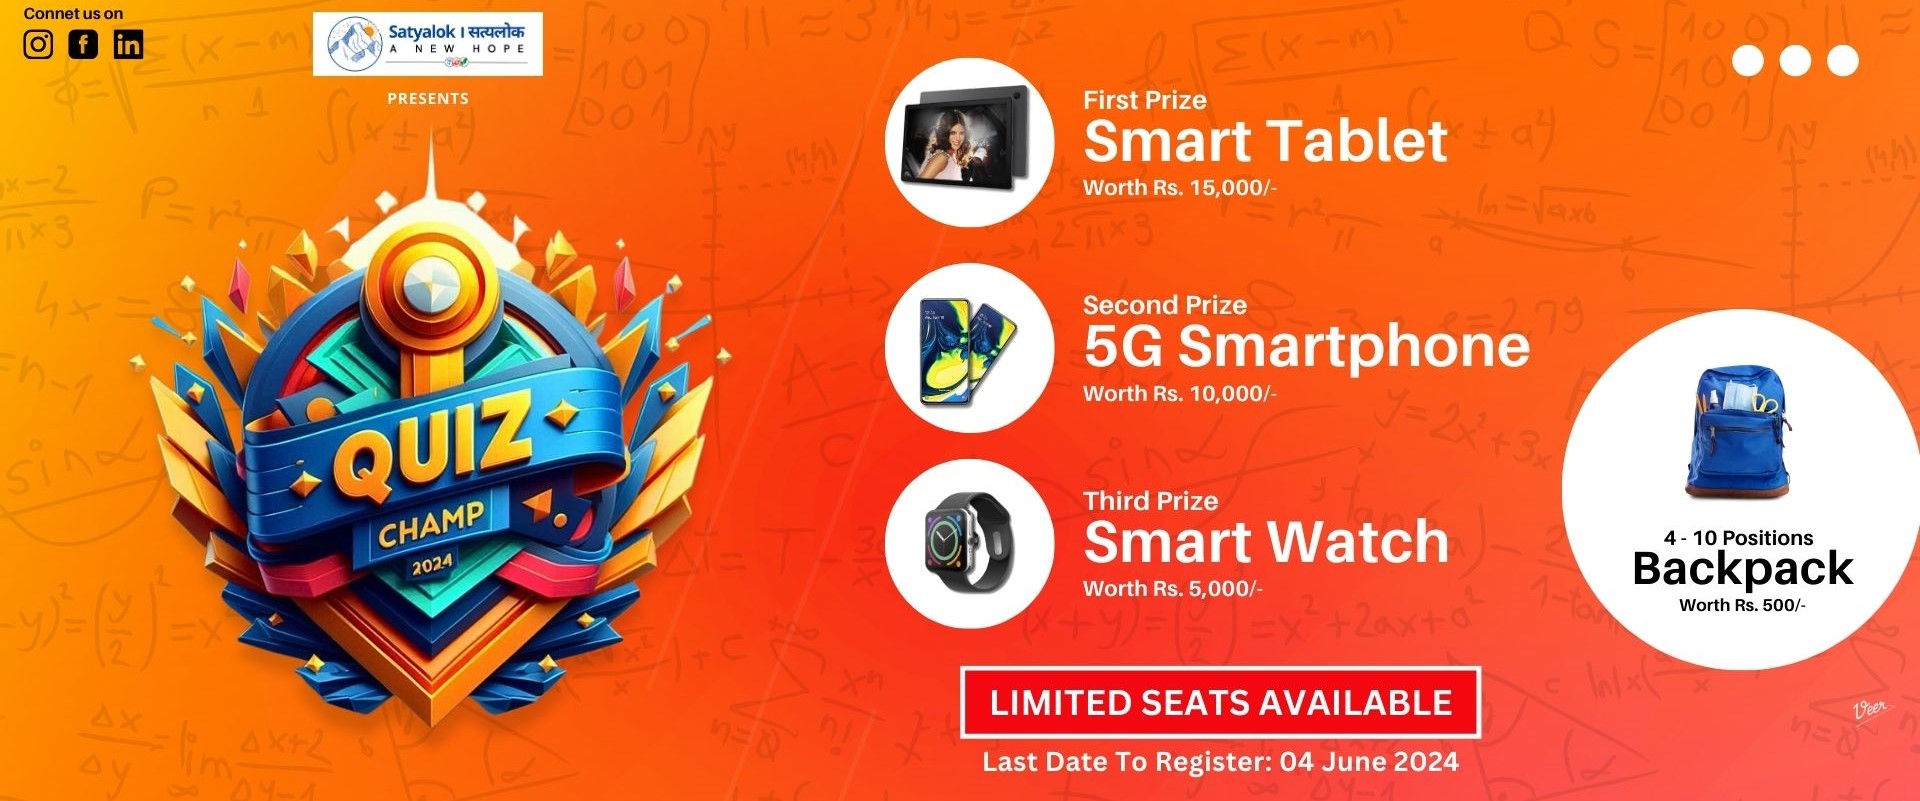 Connet us on
Satyalok | सत्यलोक
A NEW HOPE
PRESENTS
QUIZ
CHAMP
2024
First Prize
Smart Tablet
Worth Rs. 15,000/-
Second Prize
5G Smartphone
Worth Rs. 10,000/-
Third Prize
Smart Watch
Worth Rs. 5,000/-
4 - 10 Positions
Backpack
Worth Rs. 500/-
LIMITED SEATS AVAILABLE
Last Date To Register: 04 June 2024
Veer